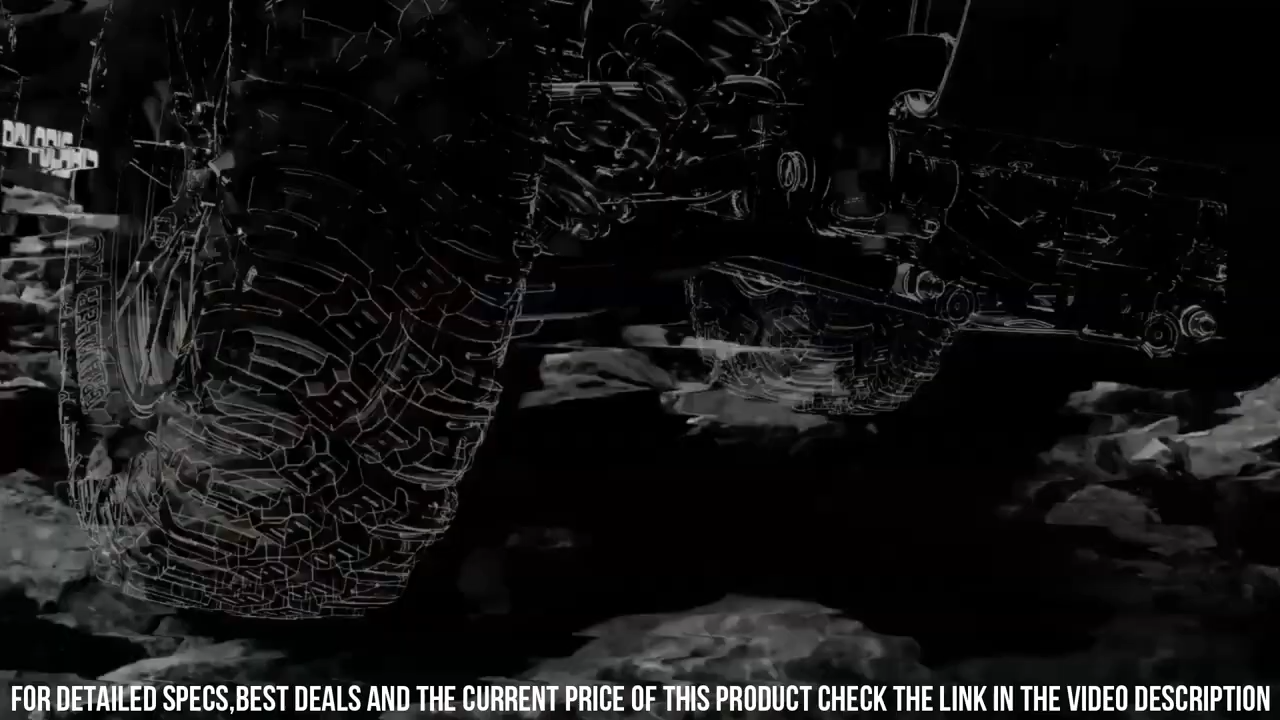 FOR DETAILED SPECS,BEST DEALS AND THE CURRENT PRICE OF THIS PRODUCT CHECK THE LINK IN THE VIDEO DESCRIPTION